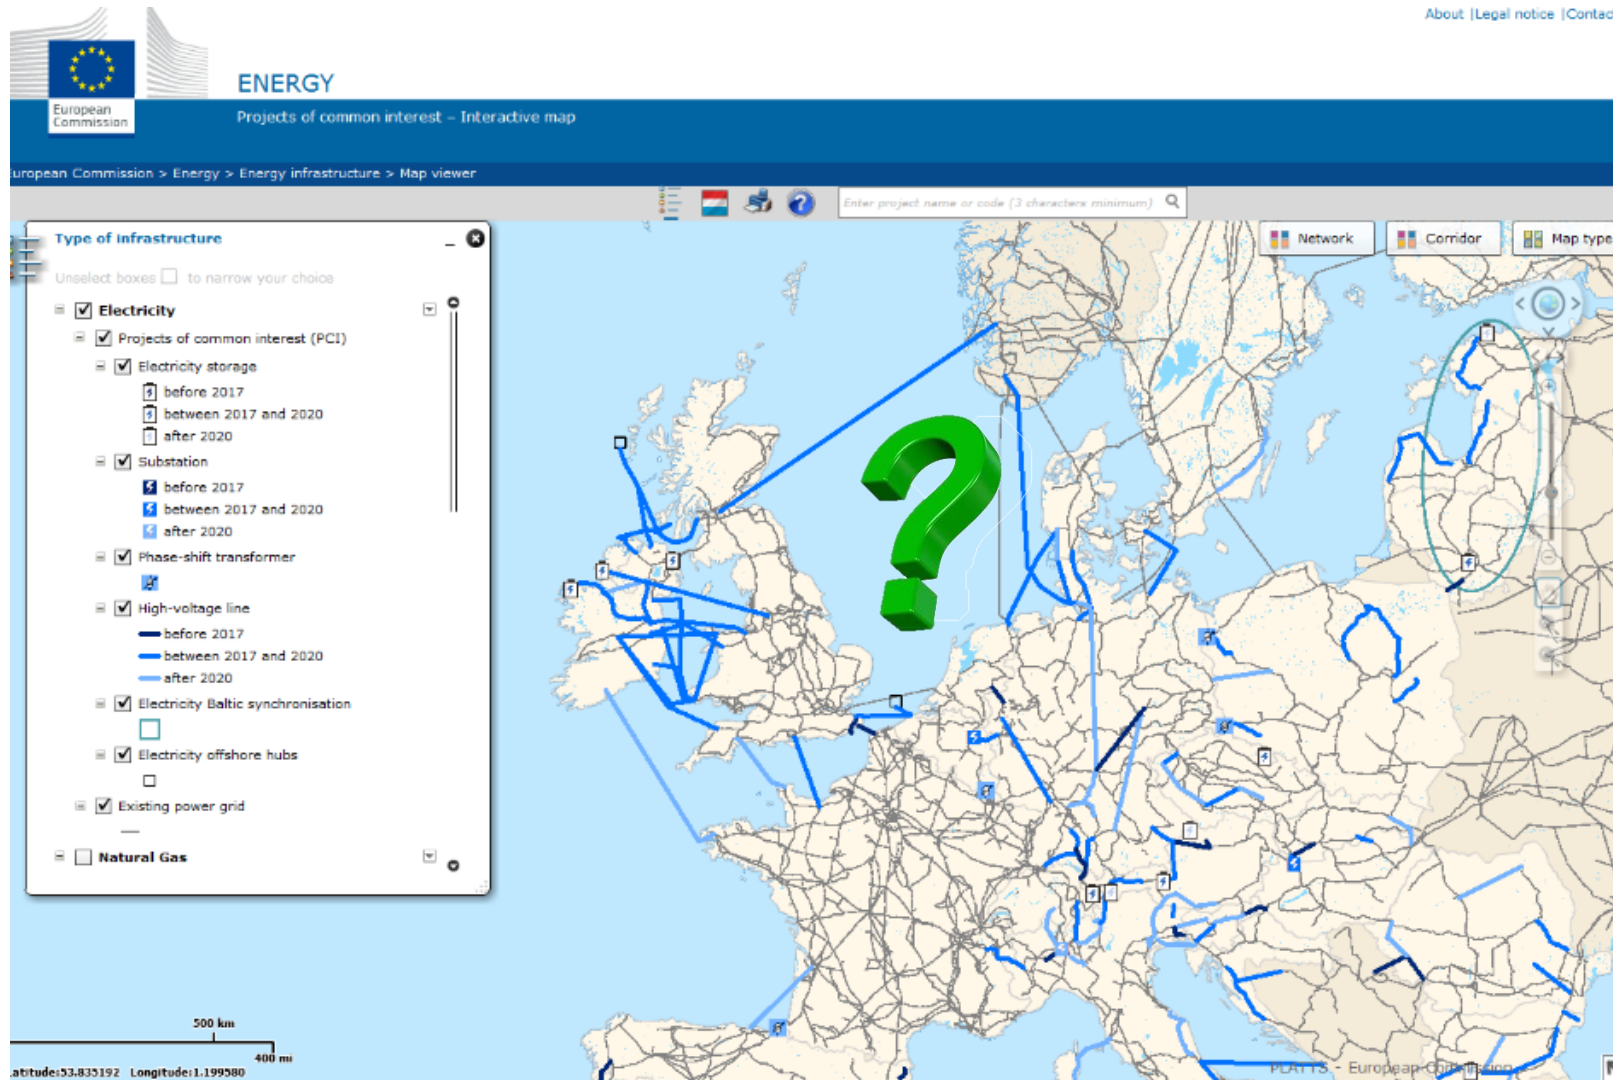 About |Legal notice |Contac
European
Commission
ENERGY
Projects of common interest – Interactive map
uropean Commission > Energy > Energy infrastructure > Map viewer
Enter project name or code (3 characters minimum)
Type of infrastructure
Network
Corridor
Map type
Unselect boxes to narrow your choice
Electricity
Projects of common interest (PCI)
Electricity storage
before 2017
between 2017 and 2020
after 2020
Substation
before 2017
between 2017 and 2020
after 2020
Phase-shift transformer
High-voltage line
before 2017
between 2017 and 2020
after 2020
Electricity Baltic synchronisation
Electricity offshore hubs
Existing power grid
Natural Gas
500 km
400 mi
atitude:53.835192 Longitude:1.199580
PLATTS - European Commission